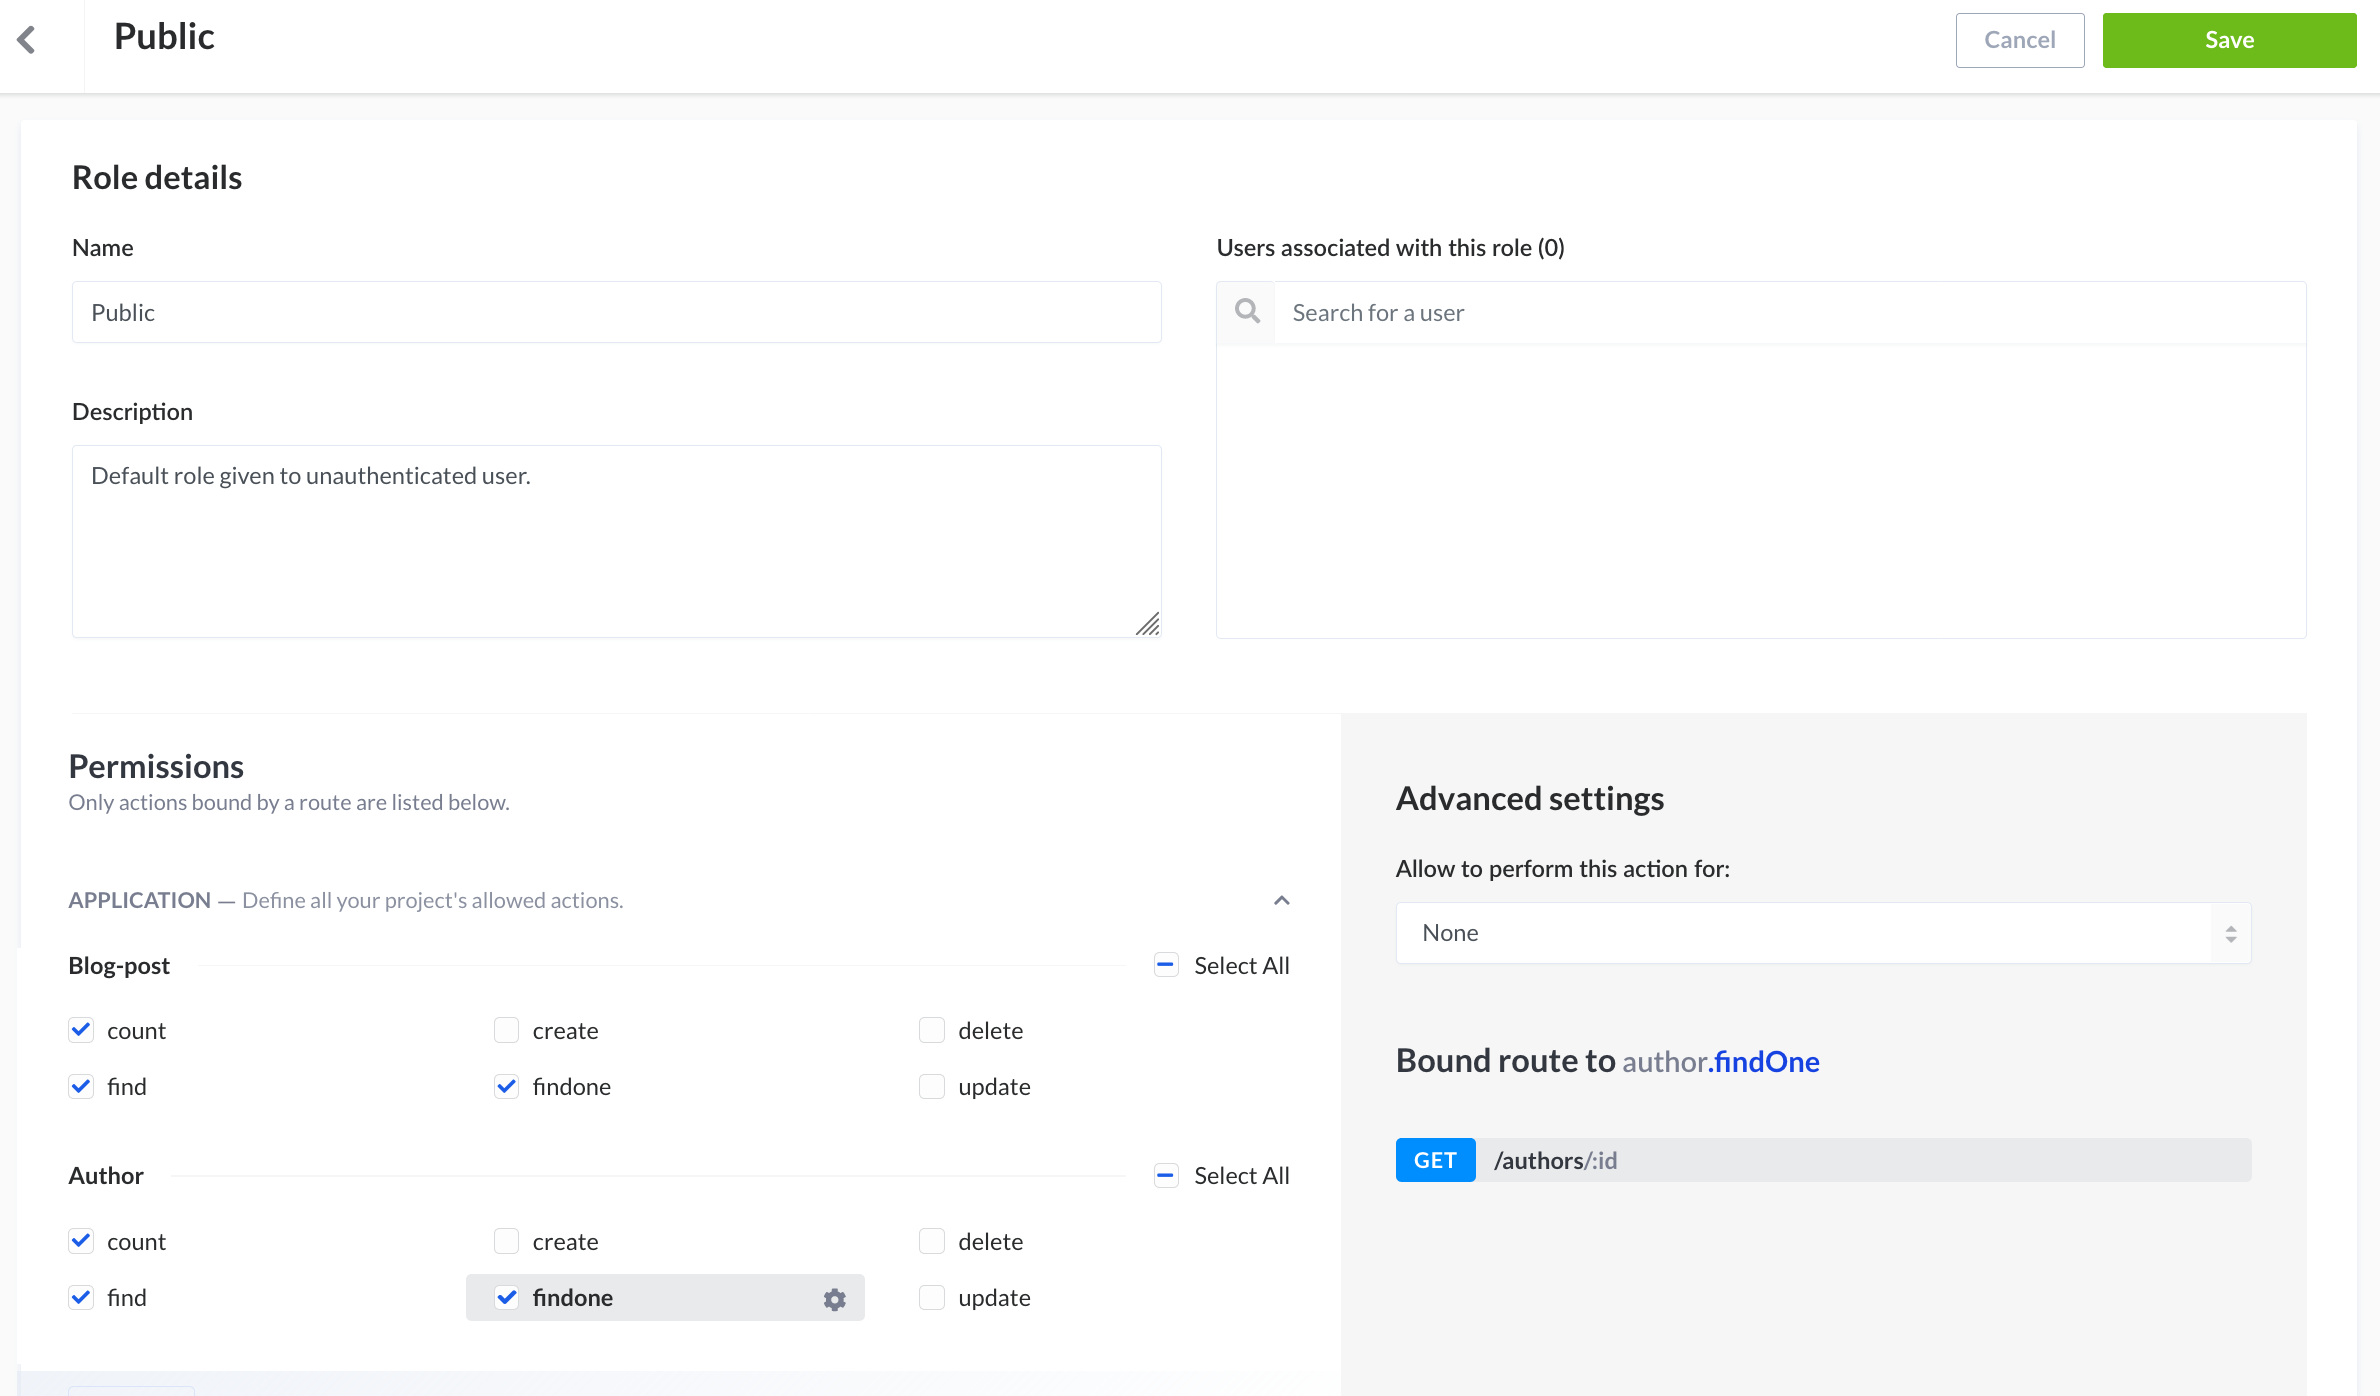 Public
Cancel
Save
Role details
Name
Public
Users associated with this role (0)
Search for a user
Description
Default role given to unauthenticated user.
Permissions
Only actions bound by a route are listed below.
APPLICATION — Define all your project's allowed actions.
Blog-post
Select All
count
create
delete
find
findone
update
Author
Select All
count
create
delete
find
findone
update
Advanced settings
Allow to perform this action for:
None
Bound route to author.findOne
GET /authors/:id